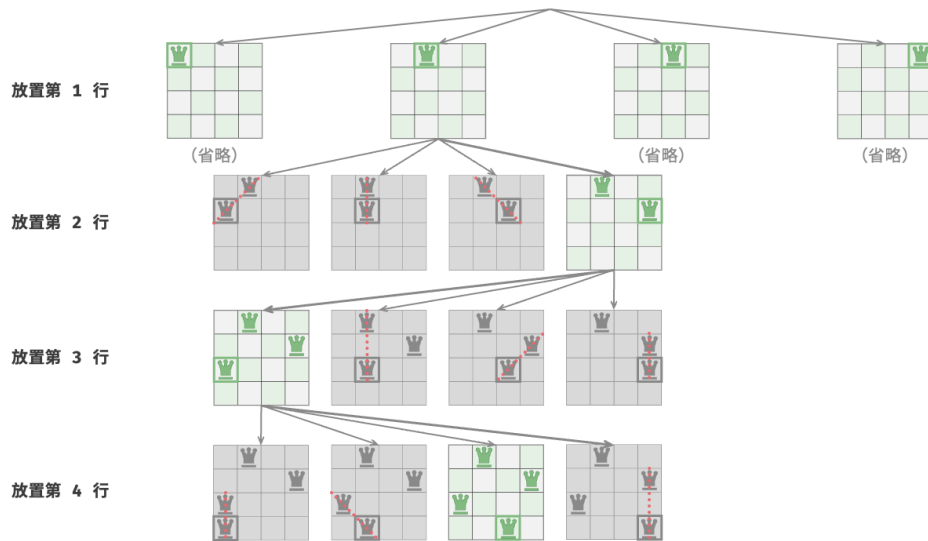 放置第 1 行
（省略）
（省略）
（省略）
放置第 2 行
放置第 3 行
放置第 4 行